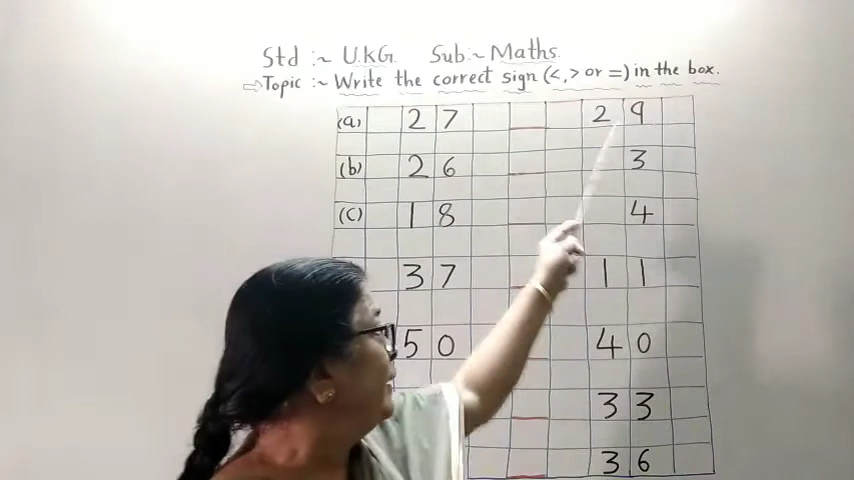 Std :~ U.K.G. Sub:~ Maths.
⇨Topic :~ Write the correct sign (<,> or =) in the box.
(a) 27 _ 29
(b) 26 _ 3
(c) 18 _ 4
37 _ 11
50 _ 40
_ 33
_ 36